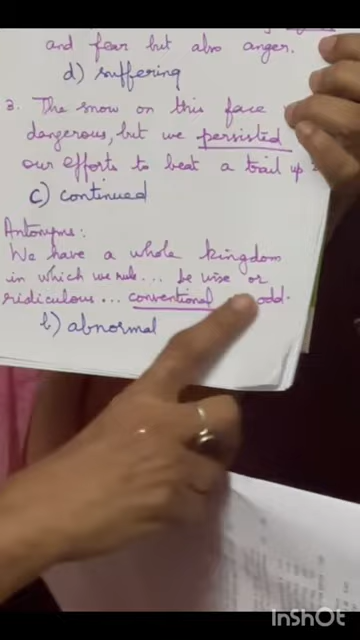 and fear but also anger.
d) suffering
3. The snow on this face
dangerous, but we persisted
our efforts to beat a trail up
c) continued
Antonyms:
We have a whole kingdom
in which we rule... be wise or
ridiculous... conventional odd.
b) abnormal
InShOt